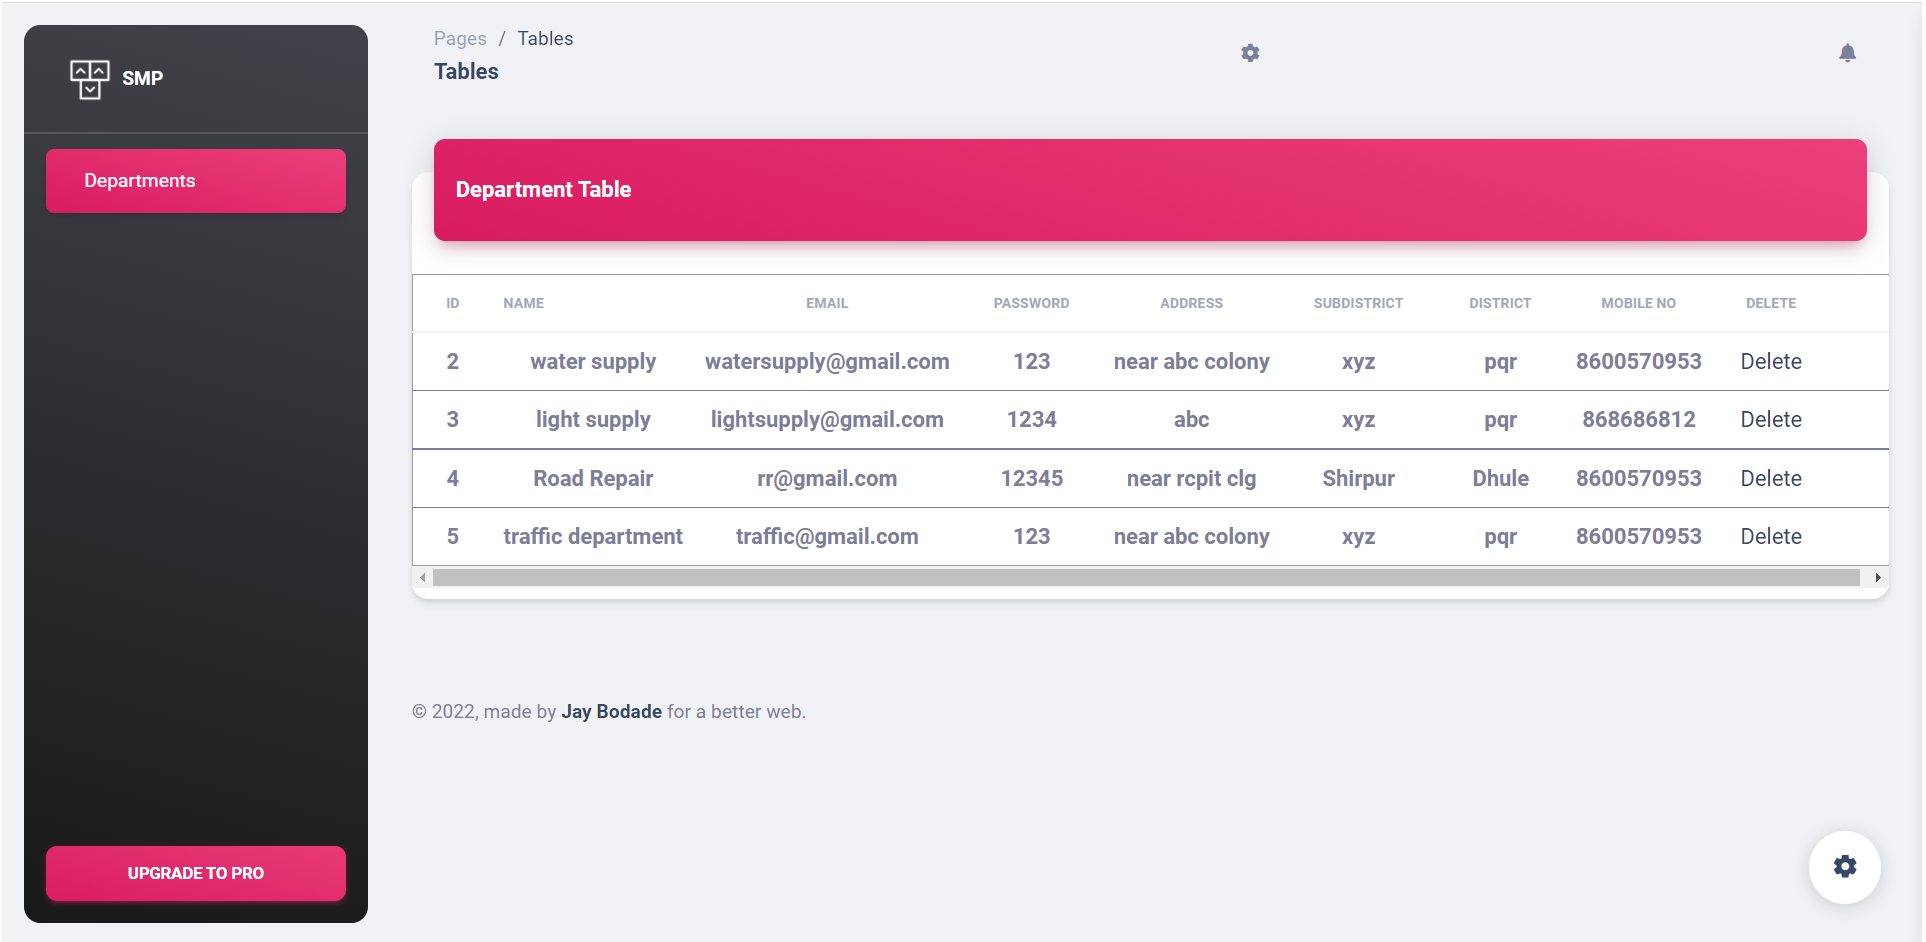 SMP
Departments
UPGRADE TO PRO
Pages / Tables
Tables
Department Table
ID NAME EMAIL PASSWORD ADDRESS SUBDISTRICT DISTRICT MOBILE NO DELETE
2 water supply watersupply@gmail.com 123 near abc colony xyz pqr 8600570953 Delete
3 light supply lightsupply@gmail.com 1234 abc xyz pqr 868686812 Delete
4 Road Repair rr@gmail.com 12345 near rcpit clg Shirpur Dhule 8600570953 Delete
5 traffic department traffic@gmail.com 123 near abc colony xyz pqr 8600570953 Delete
© 2022, made by Jay Bodade for a better web.